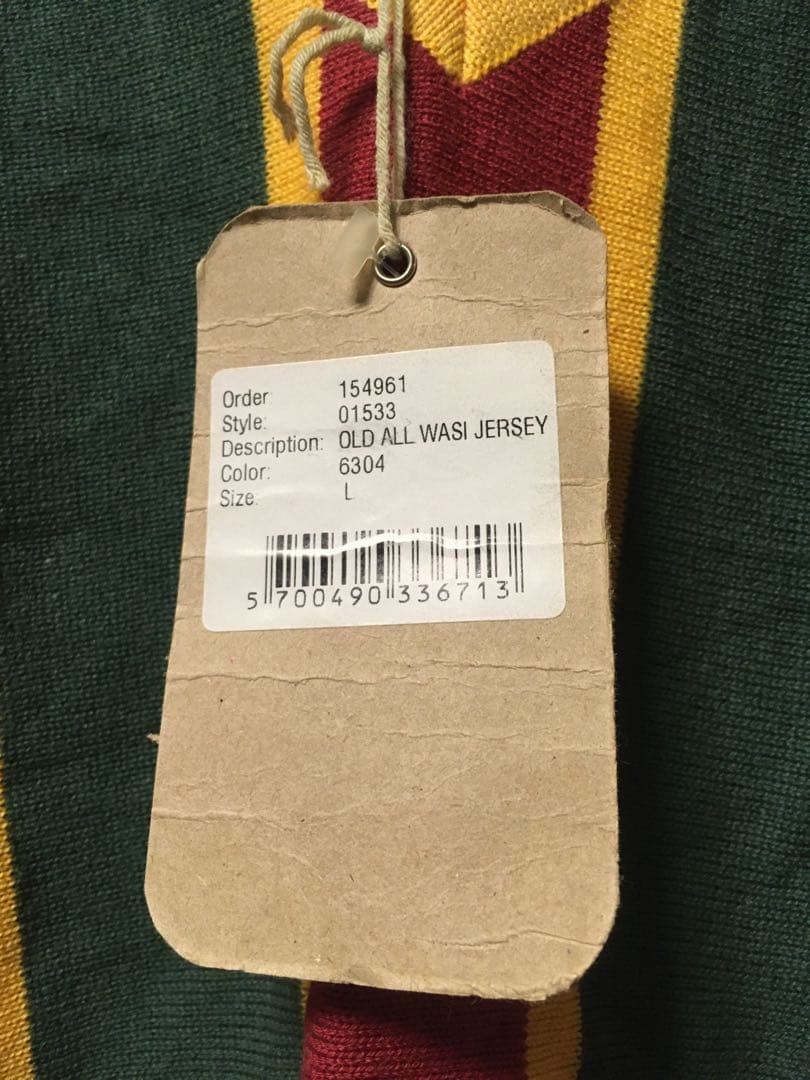 Order 154961
Style: 01533
Description: OLD ALL WASI JERSEY
Color: 6304
Size: L
5 700490 336713